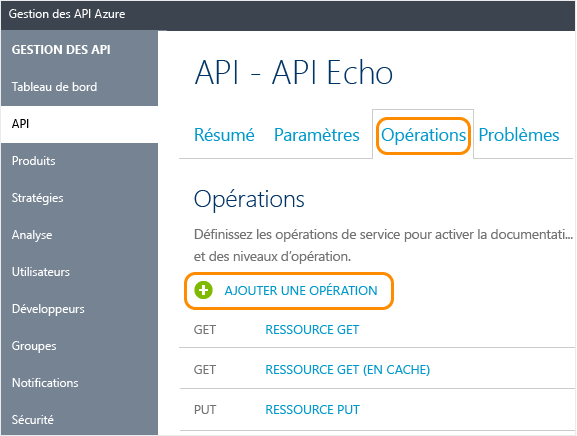 Gestion des API Azure
GESTION DES API
Tableau de bord
API
Produits
Stratégies
Analyse
Utilisateurs
Développeurs
Groupes
Notifications
Sécurité
API - API Echo
Résumé Paramètres Opérations Problèmes
Opérations
Définissez les opérations de service pour activer la documentati...
et des niveaux d'opération.
AJOUTER UNE OPÉRATION
GET RESSOURCE GET
GET RESSOURCE GET (EN CACHE)
PUT RESSOURCE PUT